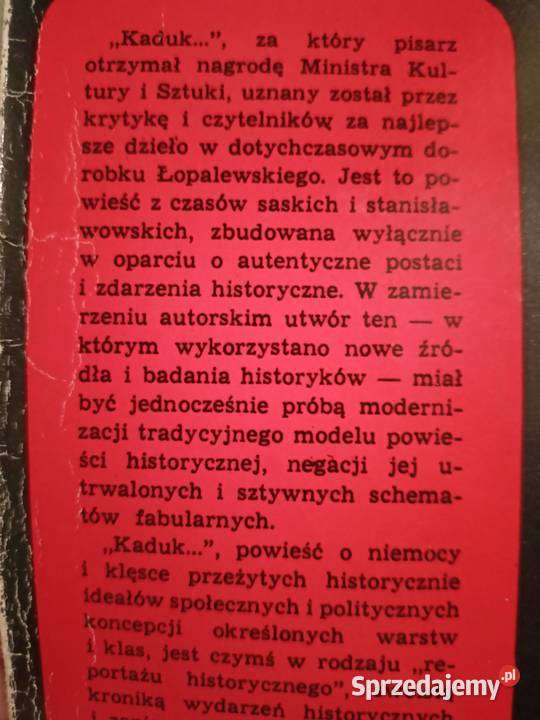 „Kaduk...”, za który pisarz
otrzymał nagrodę Ministra Kul-
tury i Sztuki, uznany został przez
krytykę i czytelników za najlep-
sze dzieło w dotychczasowym do-
robku Łopalewskiego. Jest to po-
wieść z czasów saskich i stanisła-
wowskich, zbudowana wyłącznie
w oparciu o autentyczne postaci
i zdarzenia historyczne. W zamie-
rzeniu autorskim utwór ten — w
którym wykorzystano nowe źró-
dła i badania historyków — miał
być jednocześnie próbą moderni-
zacji tradycyjnego modelu powie-
ści historycznej, negacji jej u-
trwalonych i sztywnych schema-
tów fabularnych.
„Kaduk...”, powieść o niemocy
i klęsce przeżytych historycznie
ideałów społecznych i politycznych
koncepcji określonych warstw
i klas, jest czymś w rodzaju „re-
portażu historycznego”,
kroniką wydarzeń historycznych
Sprzedajemy.pl